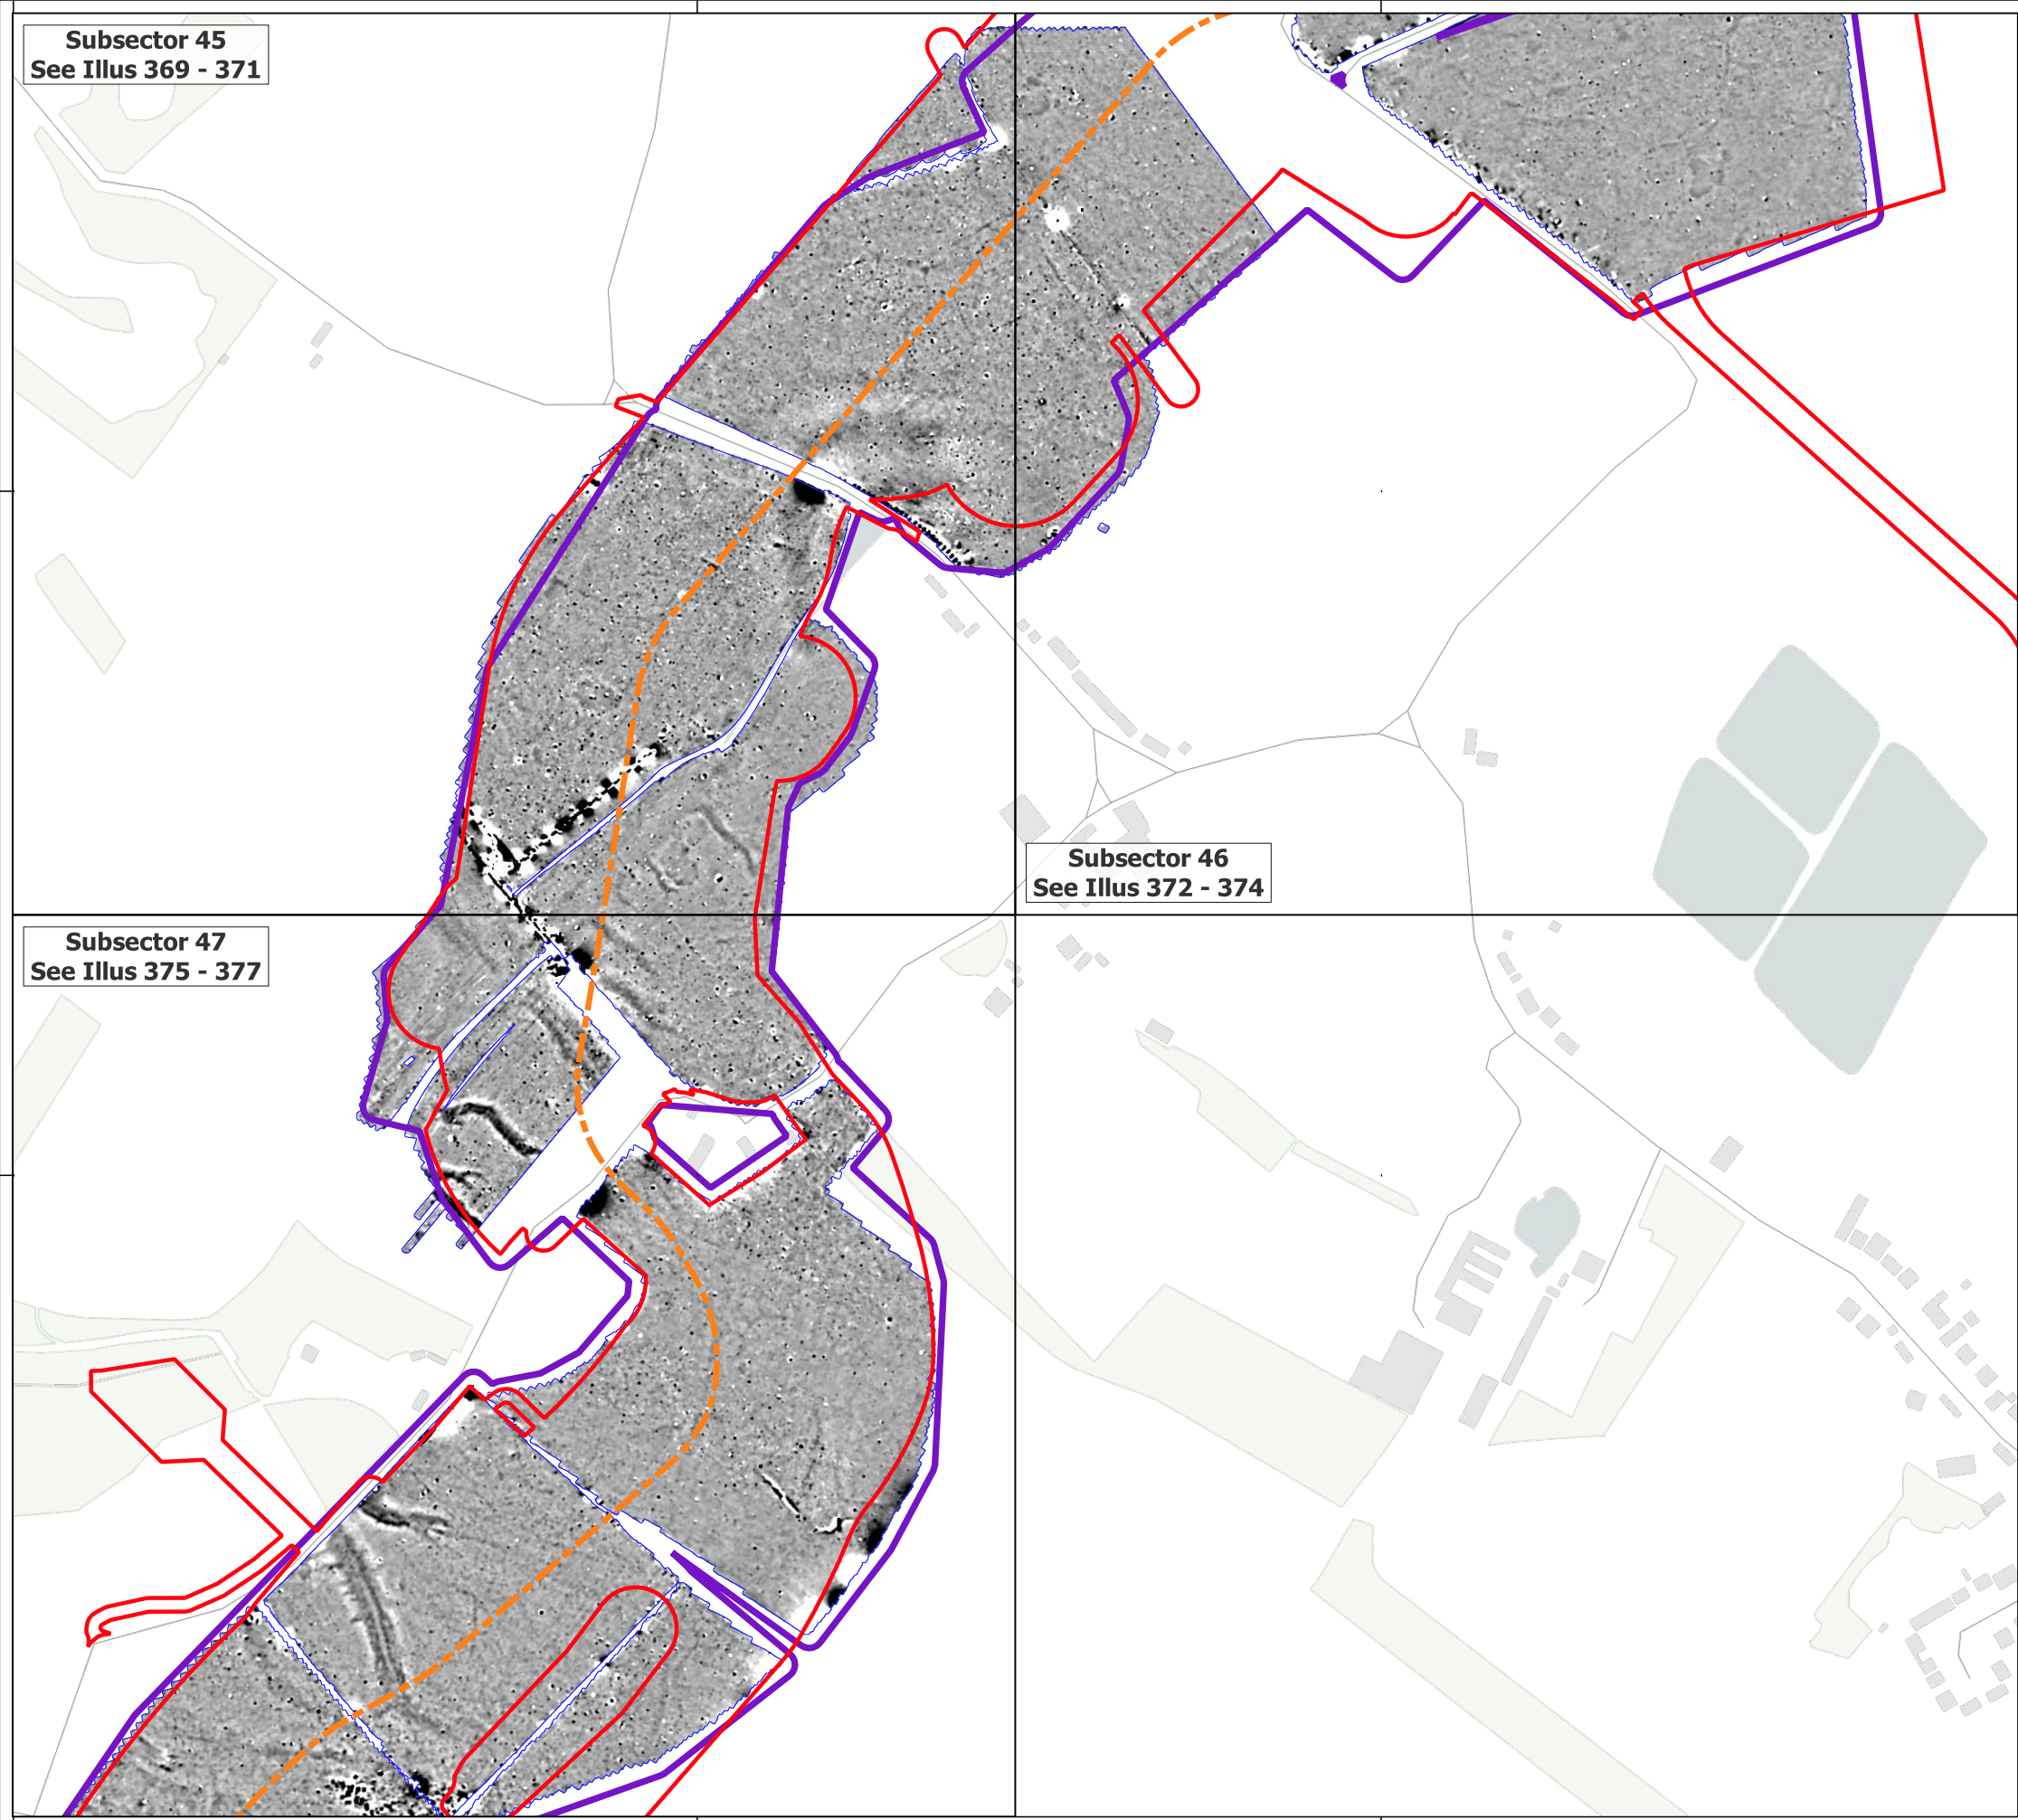 Subsector 45
See Illus 369 - 371
Subsector 46
See Illus 372 - 374
Subsector 47
See Illus 375 - 377